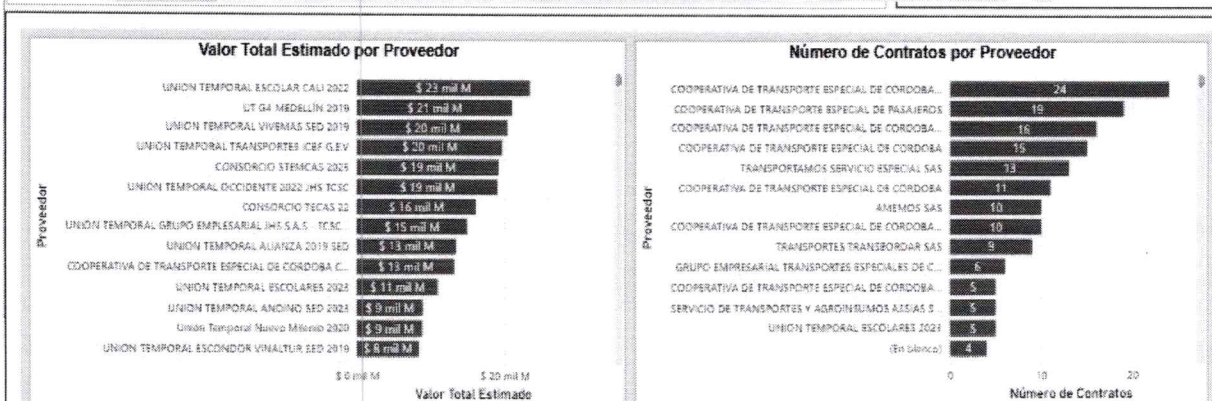 Valor Total Estimado por Proveedor
Proveedor
UNION TEMPORAL ESCOLAR CALI 2022 $ 23 mil M
UT G4 MEDELLÍN 2019 $ 21 mil M
UNION TEMPORAL VIVEMAS SED 2019 $ 20 mil M
UNION TEMPORAL TRANSPORTES ICBF G.E.V $ 20 mil M
CONSORCIO STEMCAS 2023 $ 19 mil M
UNIÓN TEMPORAL OCCIDENTE 2022 JHS TCSC $ 19 mil M
CONSORCIO TECAS 22 $ 16 mil M
UNION TEMPORAL GRUPO EMPLESARIAL JHS S.A.S - TCSC... $ 15 mil M
UNIÓN TEMPORAL ALIANZA 2019 SED $ 13 mil M
COOPERATIVA DE TRANSPORTE ESPECIAL DE CORDOBA C... $ 13 mil M
UNION TEMPORAL ESCOLARES 2023 $ 11 mil M
UNIÓN TEMPORAL ANDINO SED 2023 $ 9 mil M
Unión Temporal Nuevo Milenio 2020 $ 9 mil M
UNION TEMPORAL ESCONDOR VINALTUR SED 2019 $ 8 mil M
$ 0 mil M $ 20 mil M
Valor Total Estimado
Número de Contratos por Proveedor
Proveedor
COOPERATIVA DE TRANSPORTE ESPECIAL DE CORDOBA... 24
COOPERATIVA DE TRANSPORTE ESPECIAL DE PASAJEROS 19
COOPERATIVA DE TRANSPORTE ESPECIAL DE CORDOBA... 16
COOPERATIVA DE TRANSPORTE ESPECIAL DE CORDOBA 15
TRANSPORTAMOS SERVICIO ESPECIAL SAS 13
COOPERATIVA DE TRANSPORTE ESPECIAL DE CÓRDOBA 11
AMEMOS SAS 10
COOPERATIVA DE TRANSPORTE ESPECIAL DE CORDOBA... 10
TRANSPORTES TRANSBORDAR SAS 9
GRUPO EMPRESARIAL TRANSPORTES ESPECIALES DE C... 6
COOPERATIVA DE TRANSPORTE ESPECIAL DE CORDOBA... 5
SERVICIO DE TRANSPORTES Y AGROINSUMOS ASSIAS S... 5
UNION TEMPORAL ESCOLARES 2023 5
(En blanco) 4
0 10 20
Número de Contratos